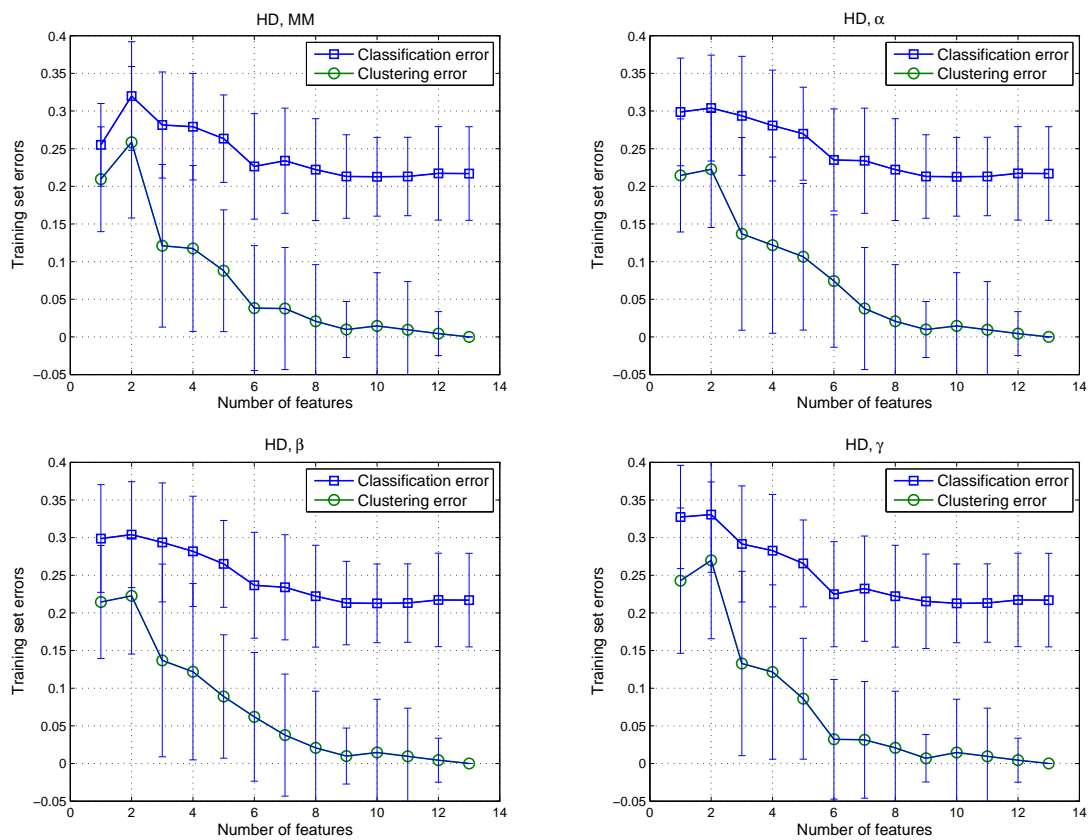 HD, MM
0.4
0.35
0.3
0.25
0.2
0.15
0.1
0.05
0
−0.05
Training set errors
Classification error
Clustering error
0 2 4 6 8 10 12 14
Number of features
HD, α
0.4
0.35
0.3
0.25
0.2
0.15
0.1
0.05
0
−0.05
Training set errors
Classification error
Clustering error
0 2 4 6 8 10 12 14
Number of features
HD, β
0.4
0.35
0.3
0.25
0.2
0.15
0.1
0.05
0
−0.05
Training set errors
Classification error
Clustering error
0 2 4 6 8 10 12 14
Number of features
HD, γ
0.4
0.35
0.3
0.25
0.2
0.15
0.1
0.05
0
−0.05
Training set errors
Classification error
Clustering error
0 2 4 6 8 10 12 14
Number of features